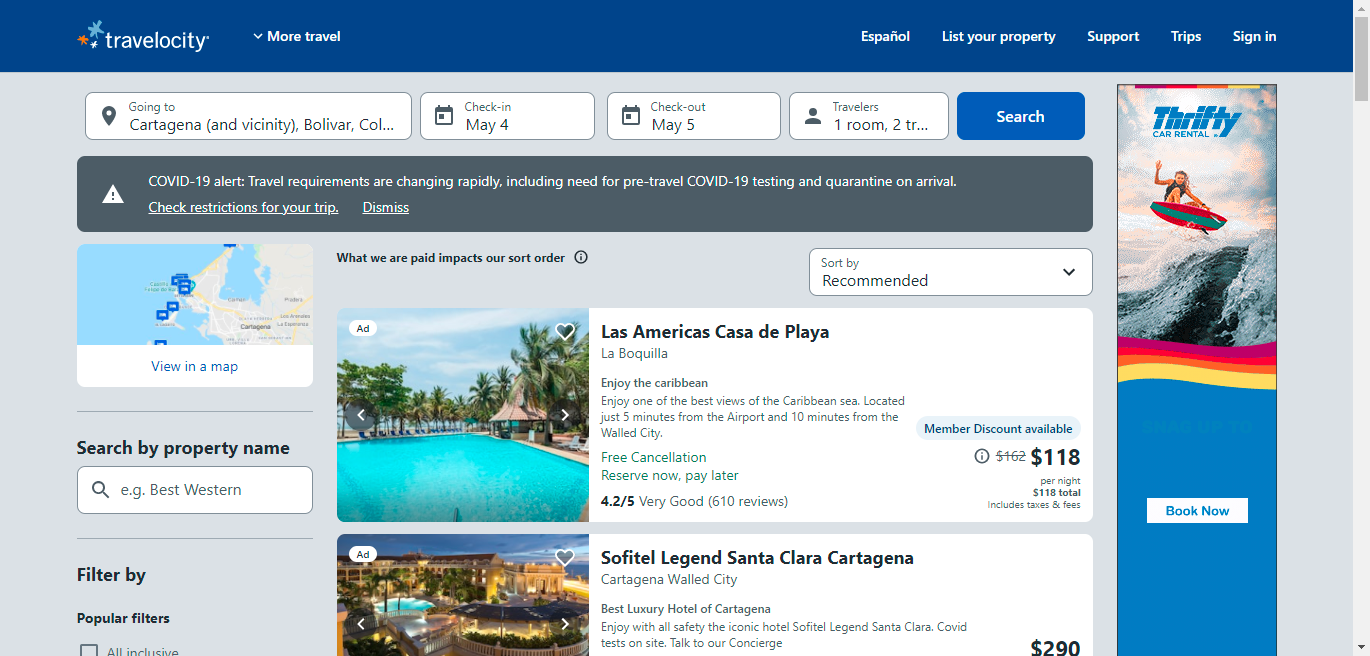 travelocity
More travel
Español
List your property
Support
Trips
Sign in
Going to
Cartagena (and vicinity), Bolivar, Col...
Check-in
May 4
Check-out
May 5
Travelers
1 room, 2 tr...
Search
COVID-19 alert: Travel requirements are changing rapidly, including need for pre-travel COVID-19 testing and quarantine on arrival.
Check restrictions for your trip.
Dismiss
View in a map
Search by property name
e.g. Best Western
Filter by
Popular filters
All inclusive
What we are paid impacts our sort order
Sort by
Recommended
Ad
Las Americas Casa de Playa
La Boquilla
Enjoy the caribbean
Enjoy one of the best views of the Caribbean sea. Located
just 5 minutes from the Airport and 10 minutes from the
Walled City.
Free Cancellation
Reserve now, pay later
4.2/5 Very Good (610 reviews)
Member Discount available
$162 $118
per night
$118 total
Includes taxes & fees
Ad
Sofitel Legend Santa Clara Cartagena
Cartagena Walled City
Best Luxury Hotel of Cartagena
Enjoy with all safety the iconic hotel Sofitel Legend Santa Clara. Covid
tests on site. Talk to our Concierge
$290
Thrifty
CAR RENTAL
Book Now